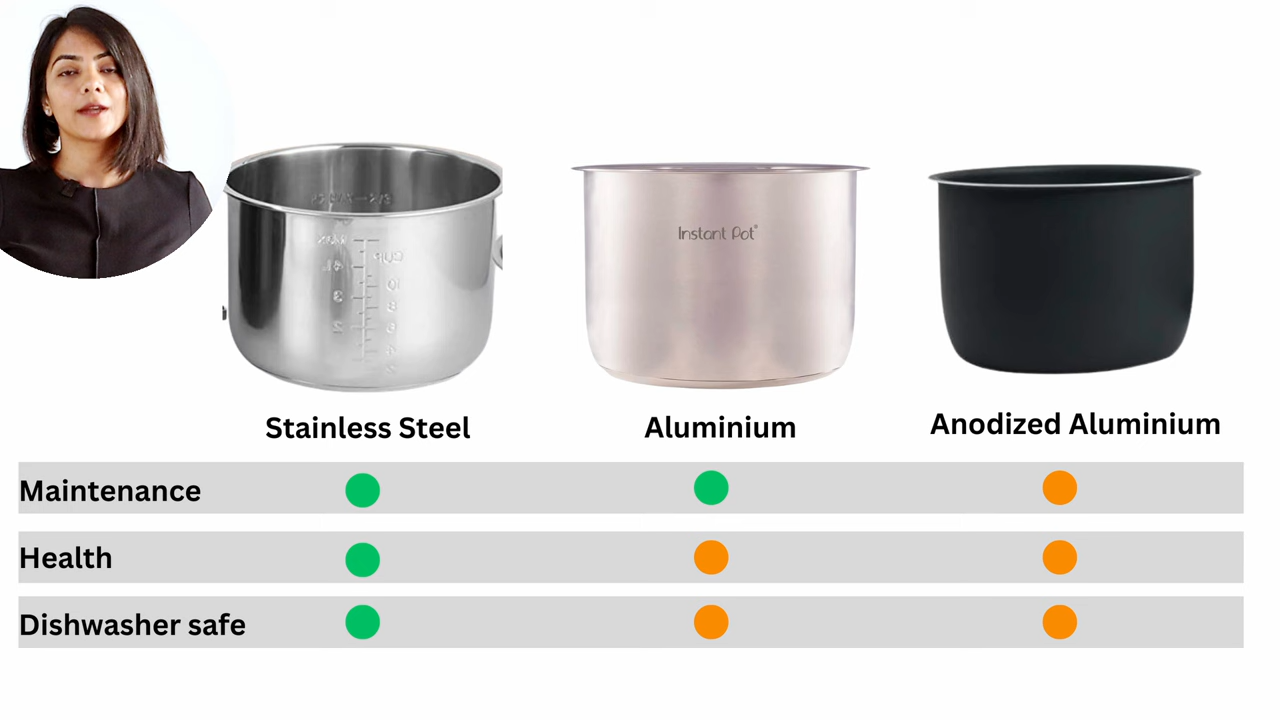 Instant Pot
Stainless Steel
Aluminium
Anodized Aluminium
Maintenance
Health
Dishwasher safe